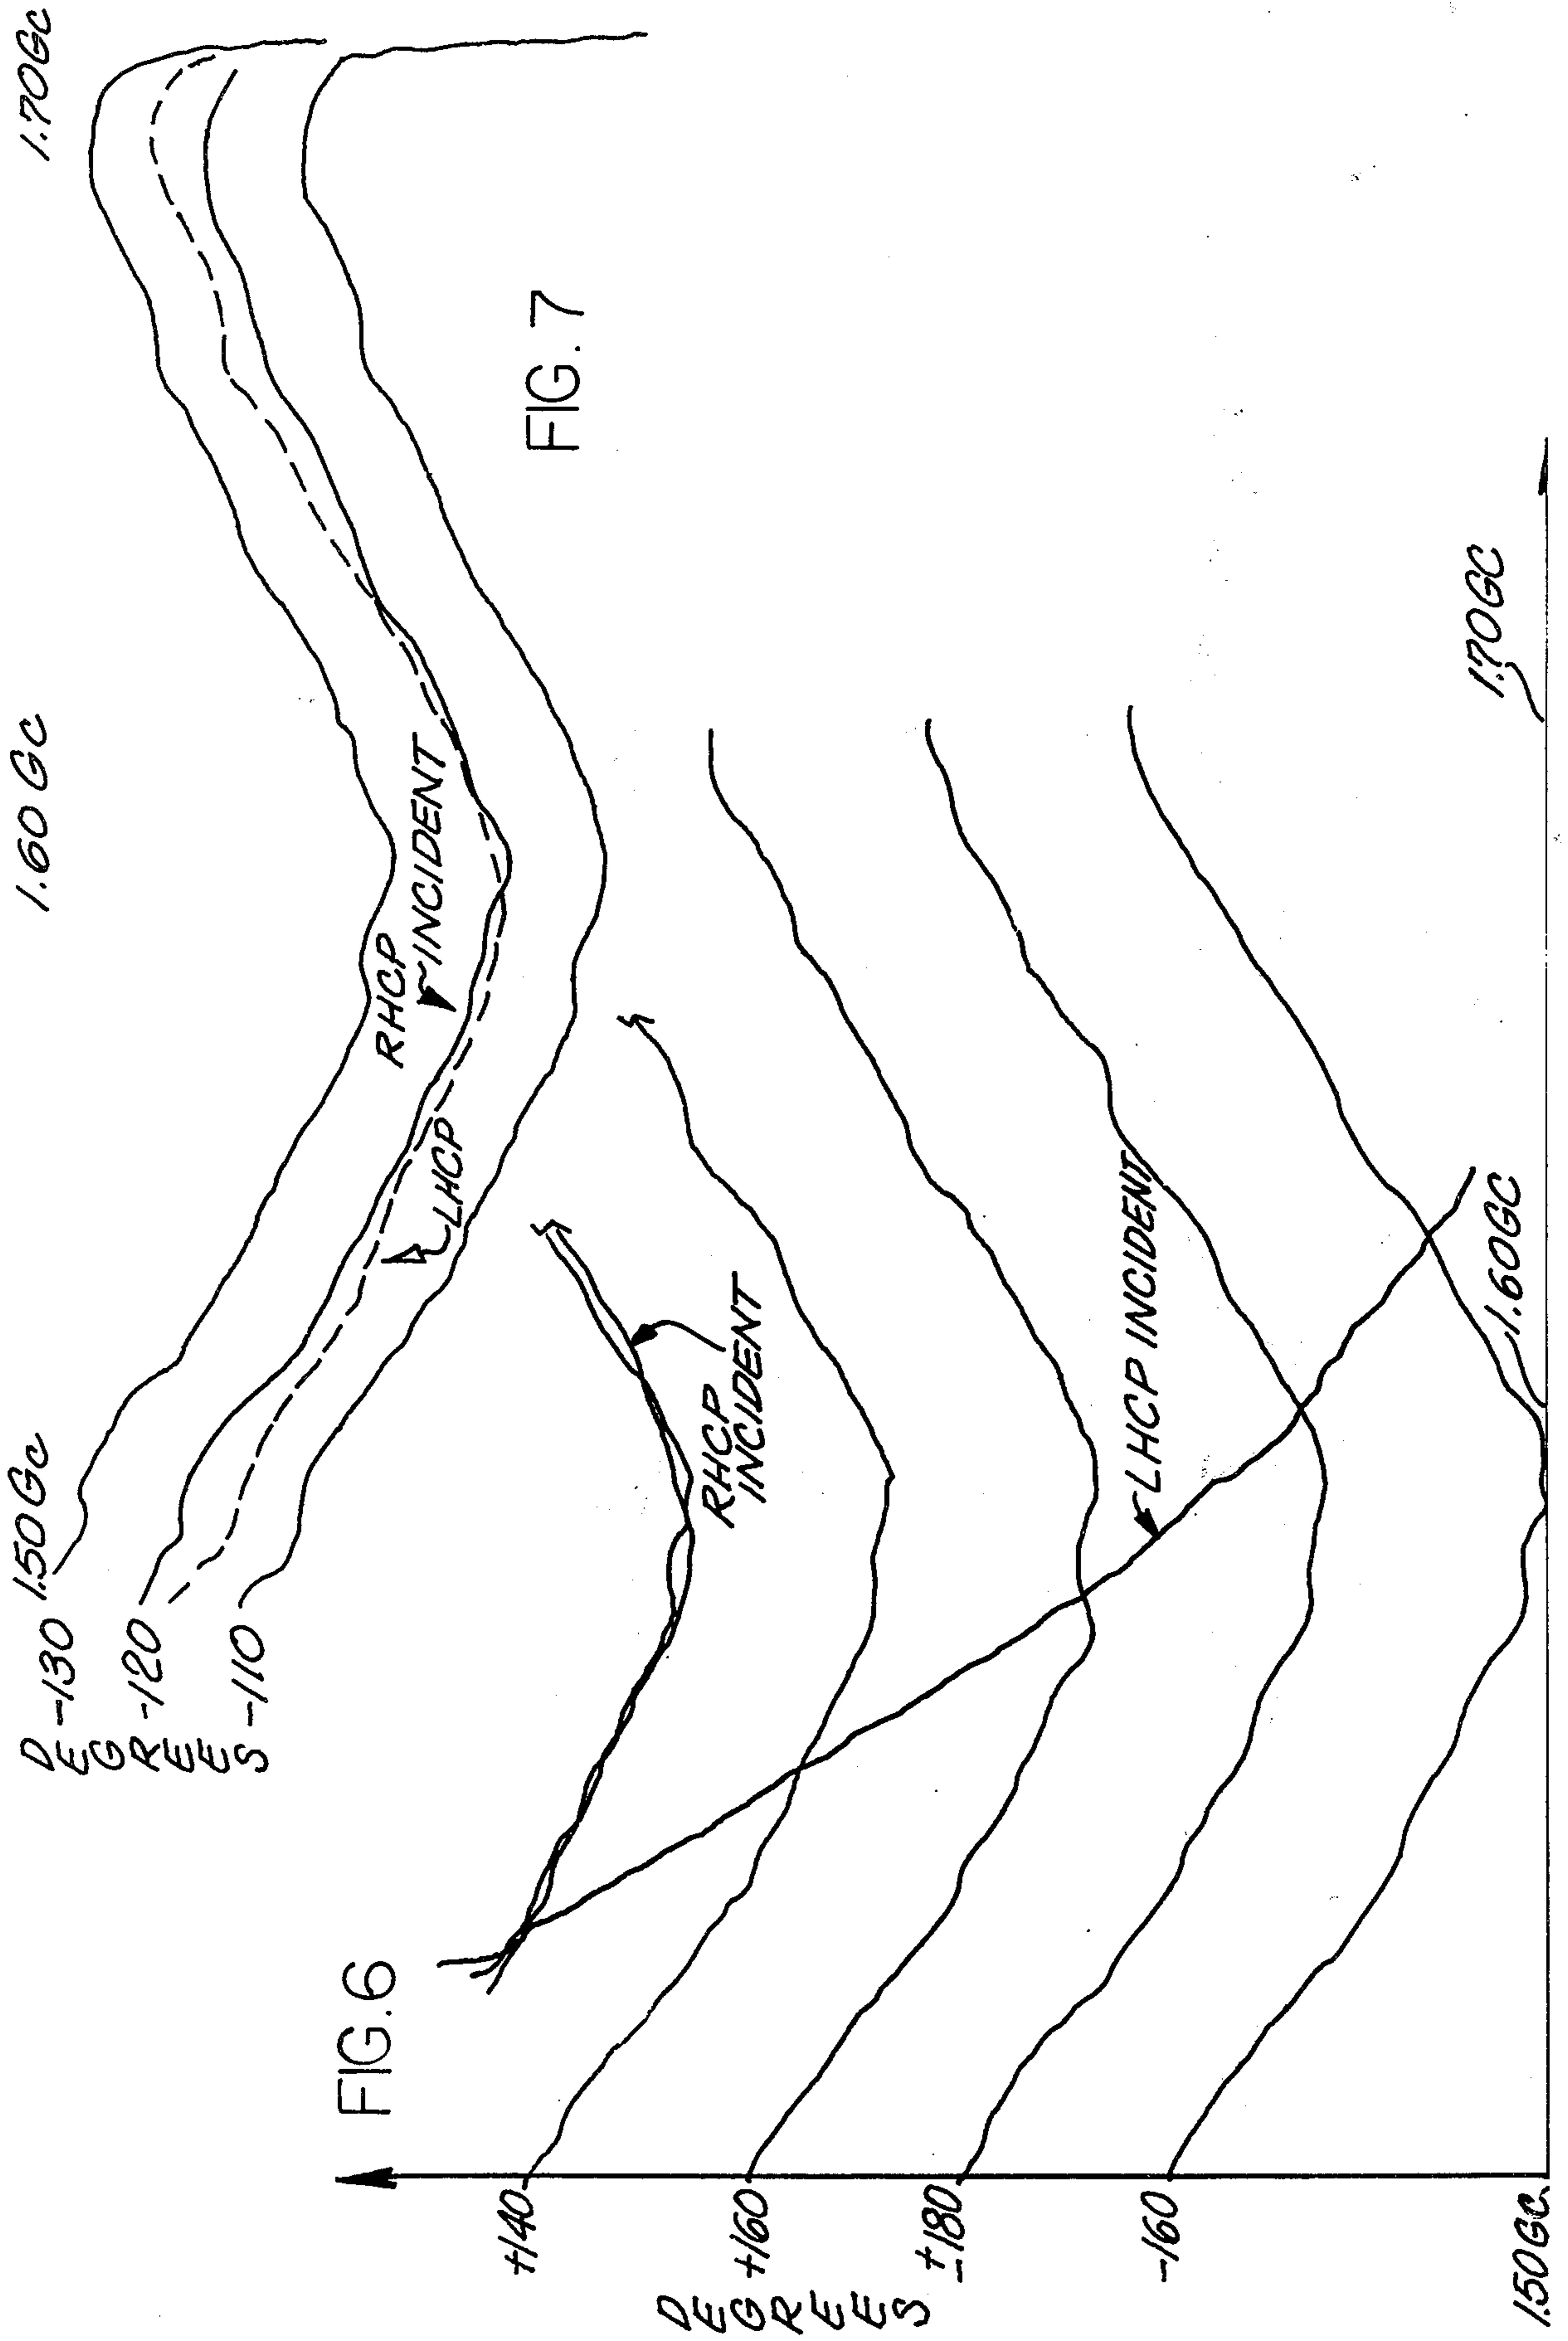 DEGREES
-130
-120
-110
1.50 GC
1.60 GC
1.70GC
RHCP
INCIDENT
LHCP
FIG. 7
FIG.6
DEGREES
+140
+160
±180
-160
RHCP
INCIDENT
LHCP INCIDENT
1.50GC
1.60GC
1.70GC